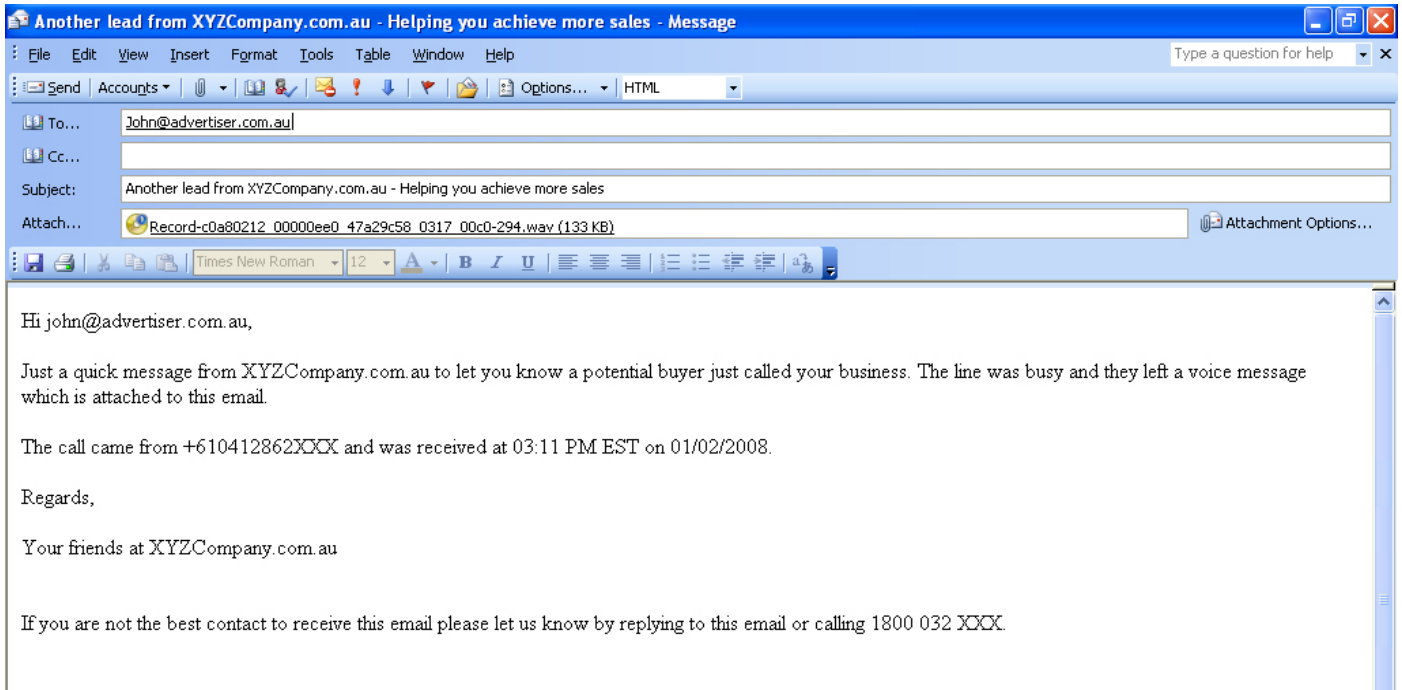 Another lead from XYZCompany.com.au - Helping you achieve more sales - Message
File Edit View Insert Format Tools Table Window Help Type a question for help
Send Accounts Options... HTML
To... John@advertiser.com.au
Cc...
Subject: Another lead from XYZCompany.com.au - Helping you achieve more sales
Attach... Record-c0a80212_00000ee0_47a29c58_0317_00c0-294.wav (133 KB) Attachment Options...
Times New Roman 12 A B I U
Hi john@advertiser.com.au,
Just a quick message from XYZCompany.com.au to let you know a potential buyer just called your business. The line was busy and they left a voice message
which is attached to this email.
The call came from +610412862XXX and was received at 03:11 PM EST on 01/02/2008.
Regards,
Your friends at XYZCompany.com.au
If you are not the best contact to receive this email please let us know by replying to this email or calling 1800 032 XXX.